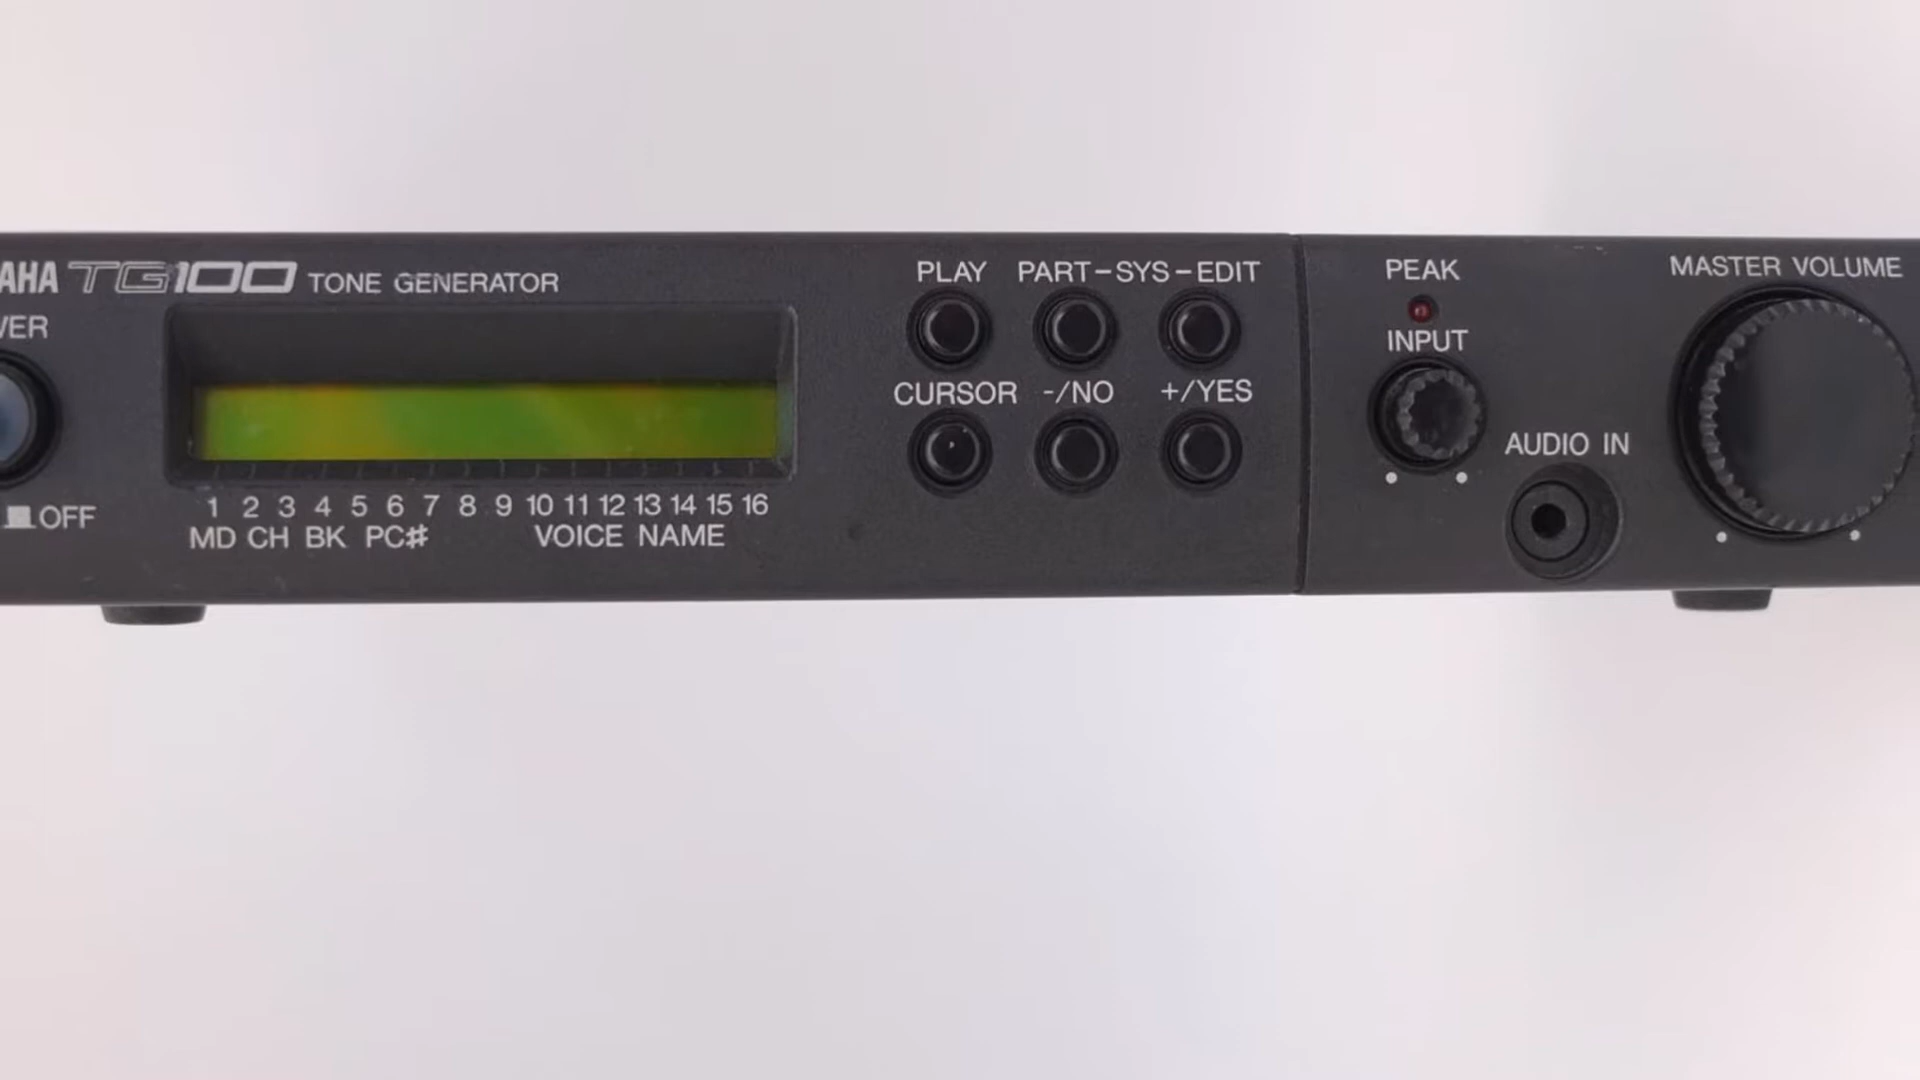 AHA TG100 TONE GENERATOR
WER
OFF
1 2 3 4 5 6 7 8 9 10 11 12 13 14 15 16
MD CH BK PC# VOICE NAME
PLAY PART-SYS-EDIT
CURSOR -/NO +/YES
PEAK
INPUT
AUDIO IN
MASTER VOLUME